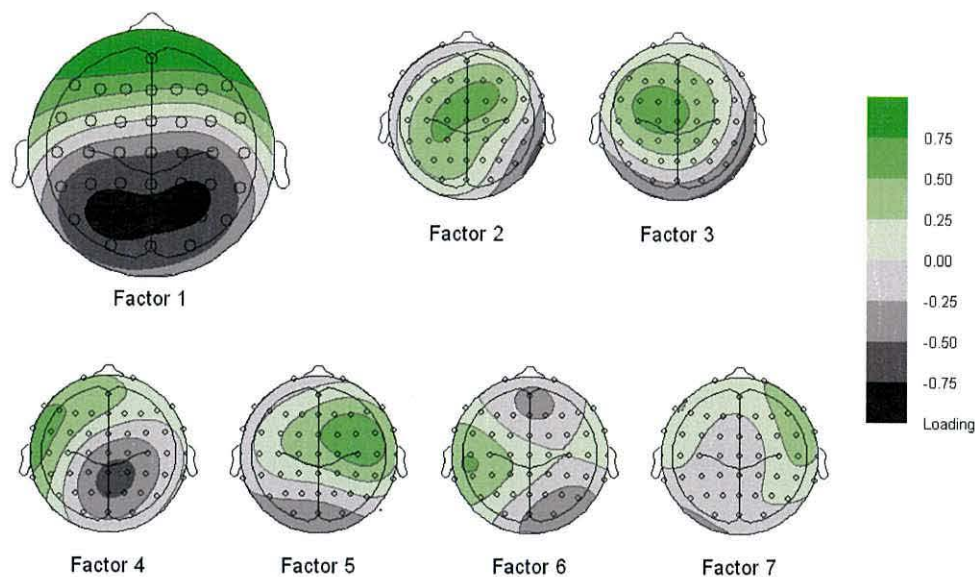 Factor 1
Factor 2
Factor 3
0.75
0.50
0.25
0.00
-0.25
-0.50
-0.75
Loading
Factor 4
Factor 5
Factor 6
Factor 7